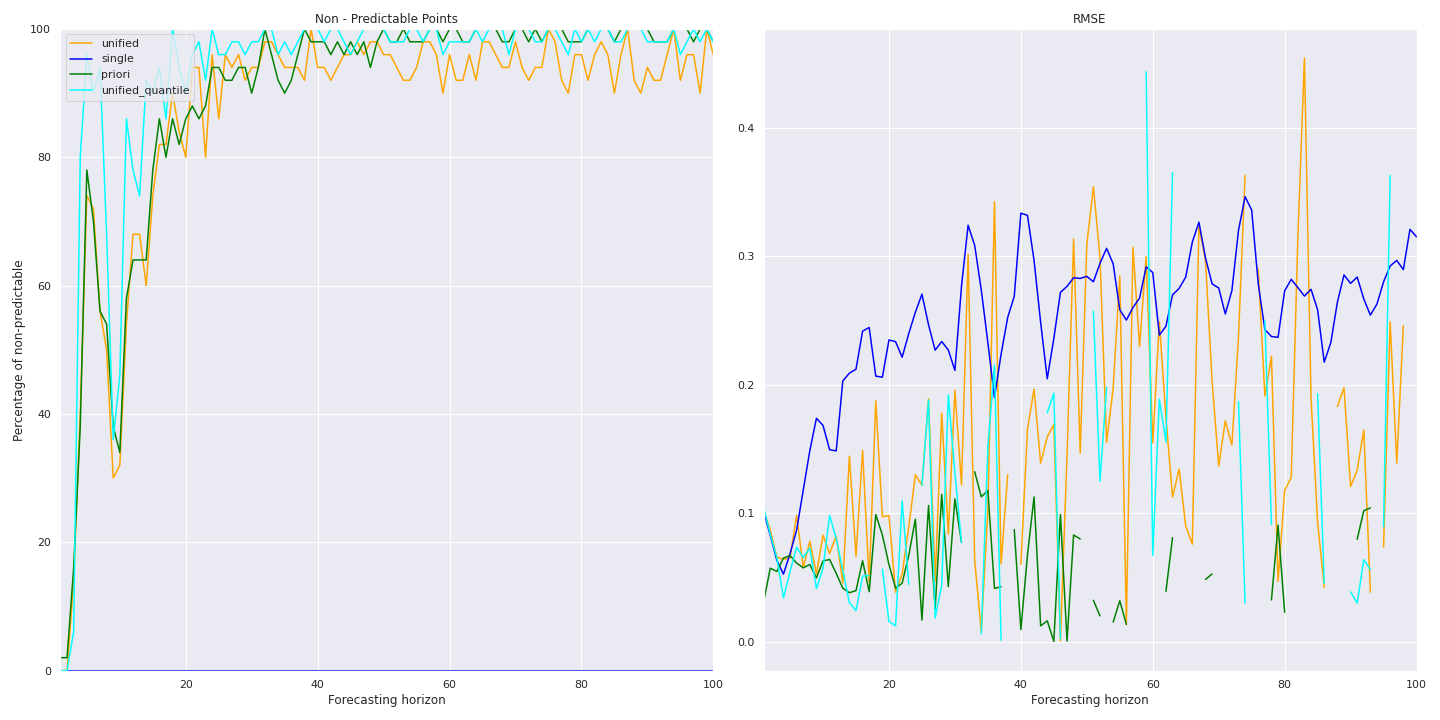 Non - Predictable Points
unified
single
priori
unified_quantile
Percentage of non-predictable
100
80
60
40
20
0
20 40 60 80 100
Forecasting horizon
RMSE
0.4
0.3
0.2
0.1
0.0
20 40 60 80 100
Forecasting horizon